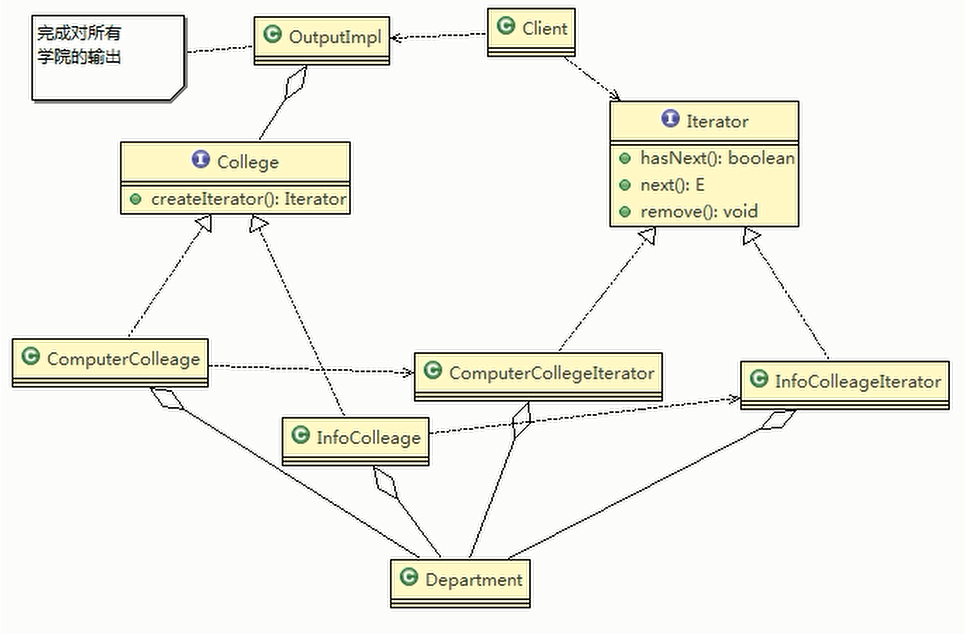 完成对所有
学院的输出
OutputImpl
Client
College
createIterator(): Iterator
Iterator
hasNext(): boolean
next(): E
remove(): void
ComputerColleage
ComputerCollegeIterator
InfoColleageIterator
InfoColleage
Department